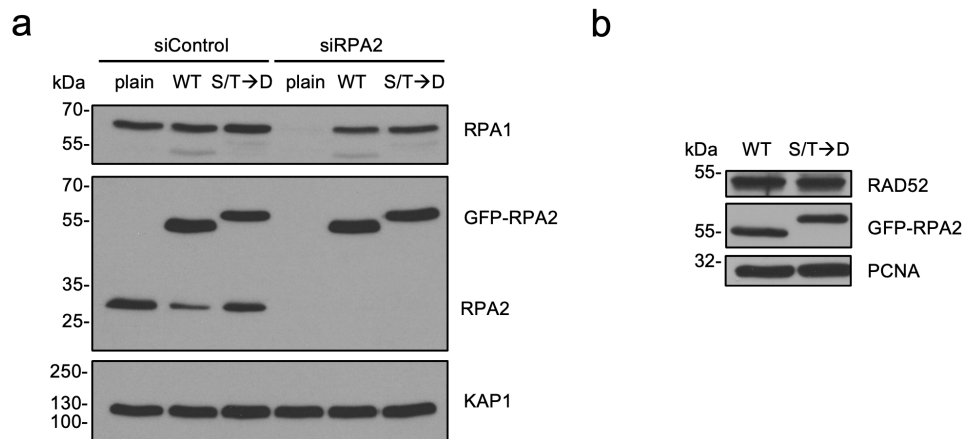 a
siControl siRPA2
kDa plain WT S/T→D plain WT S/T→D
70-
55-
RPA1
70-
55-
35-
25-
GFP-RPA2
RPA2
250-
130-
100-
KAP1
b
kDa WT S/T→D
55-
RAD52
55-
GFP-RPA2
32-
PCNA